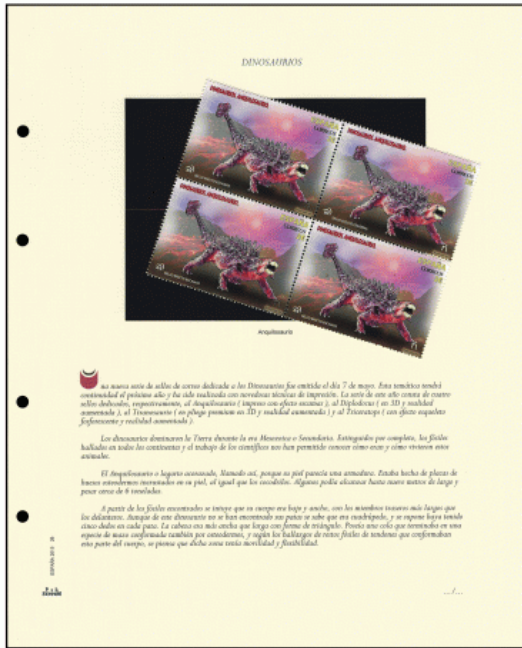 DINOSAURIOS
ESPAÑA
CORREOS
Anquilosaurio
Una nueva serie de sellos de correo dedicada a los Dinosaurios fue emitida el día 7 de mayo. Esta temática tendrá
continuidad el próximo año y ha sido realizada con novedosas técnicas de impresión. La serie de este año consta de cuatro
sellos dedicados, respectivamente, al Anquilosaurio ( impreso con efecto escamas ), al Diplodocus ( en 3D y realidad
aumentada ), al Tiranosaurio ( en pliego premium en 3D y realidad aumentada ) y al Triceratops ( con efecto esqueleto
fosforescente y realidad aumentada ).
Los dinosaurios dominaron la Tierra durante la era Mesozoica o Secundaria. Extinguidos por completo, los fósiles
hallados en todos los continentes y el trabajo de los científicos nos han permitido conocer cómo eran y cómo vivieron estos
animales.
El Anquilosaurio o lagarto acorazado, llamado así, porque su piel parecía una armadura. Estaba hecha de placas de
huesos osteodermos incrustados en su piel, al igual que los cocodrilos. Algunos podía alcanzar hasta nueve metros de largo y
pesar cerca de 6 toneladas.
A partir de los fósiles encontrados se intuye que su cuerpo era bajo y ancho, con los miembros traseros más largos que
los delanteros. Aunque de este dinosaurio no se han encontrado sus patas se sabe que era cuadrúpedo, y se supone haya tenido
cinco dedos en cada pata. La cabeza era más ancha que larga con forma de triángulo. Poseía una cola que terminaba en una
especie de mazo conformada también por osteodermos, y según los hallazgos de restos fósiles de tendones que conformaban
esta parte del cuerpo, se piensa que dicha zona tenía movilidad y flexibilidad.
.../...